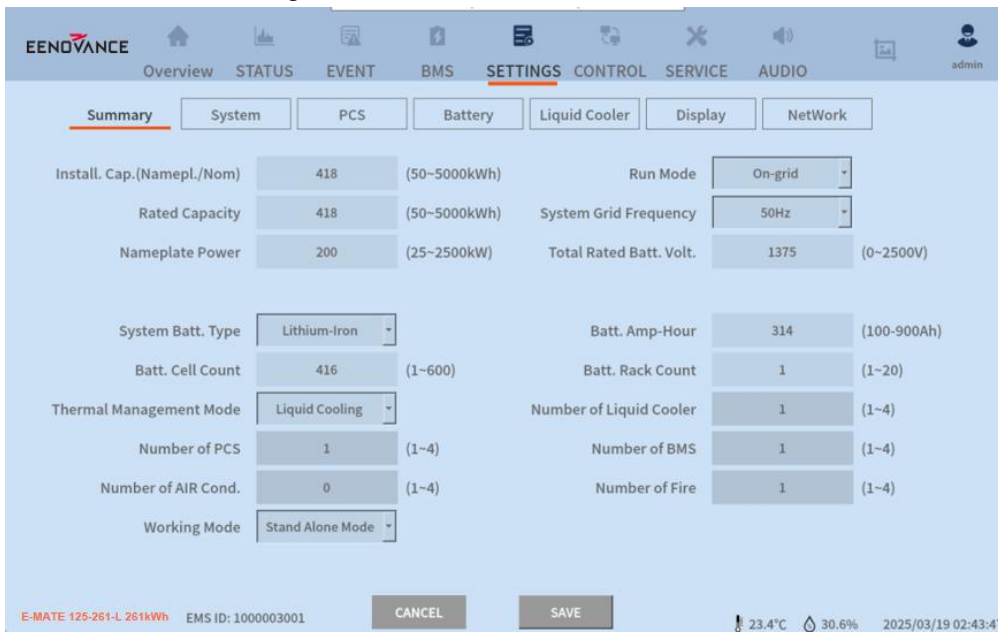 EENOVANCE
Overview STATUS EVENT BMS SETTINGS CONTROL SERVICE AUDIO admin
Summary System PCS Battery Liquid Cooler Display NetWork
Install. Cap.(Namepl./Nom) 418 (50~5000kWh) Run Mode On-grid
Rated Capacity 418 (50~5000kWh) System Grid Frequency 50Hz
Nameplate Power 200 (25~2500kW) Total Rated Batt. Volt. 1375 (0~2500V)
System Batt. Type Lithium-Iron Batt. Amp-Hour 314 (100-900Ah)
Batt. Cell Count 416 (1~600) Batt. Rack Count 1 (1~20)
Thermal Management Mode Liquid Cooling Number of Liquid Cooler 1 (1~4)
Number of PCS 1 (1~4) Number of BMS 1 (1~4)
Number of AIR Cond. 0 (1~4) Number of Fire 1 (1~4)
Working Mode Stand Alone Mode
E-MATE 125-261-L 261kWh EMS ID: 1000003001 CANCEL SAVE 23.4°C 30.6% 2025/03/19 02:43:4